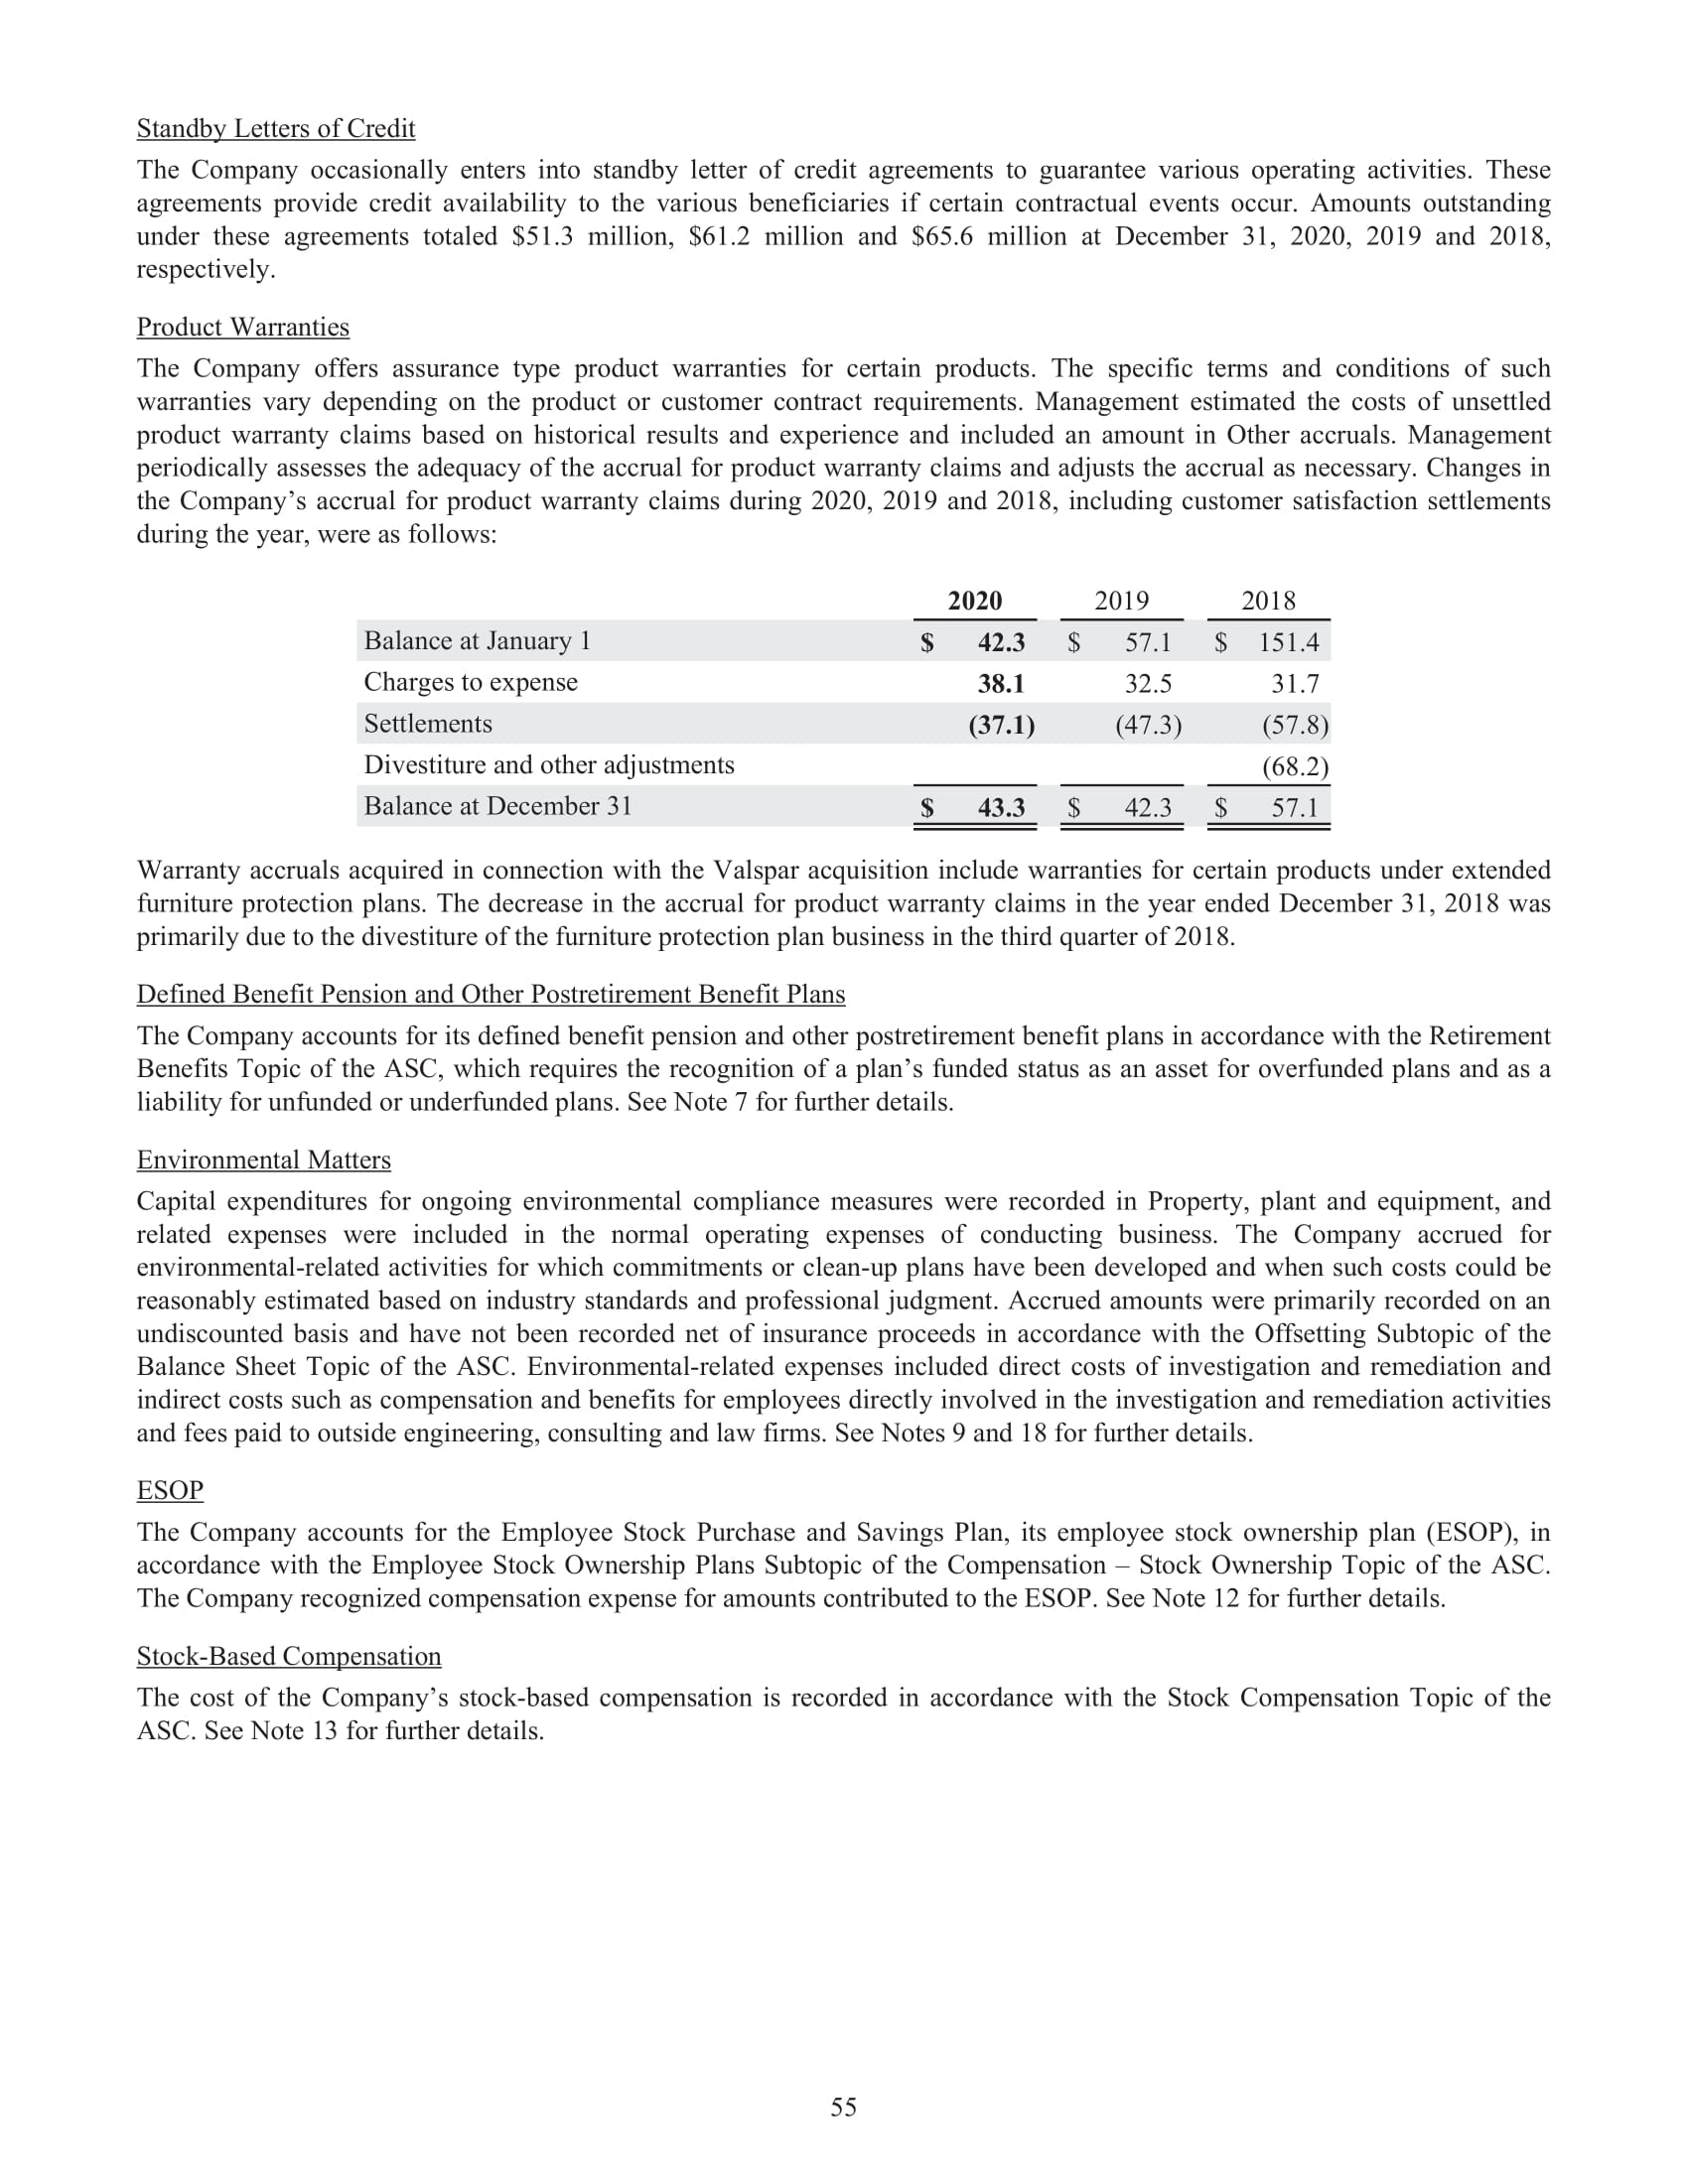 Standby Letters of Credit
The Company occasionally enters into standby letter of credit agreements to guarantee various operating activities. These
agreements provide credit availability to the various beneficiaries if certain contractual events occur. Amounts outstanding
under these agreements totaled $51.3 million, $61.2 million and $65.6 million at December 31, 2020, 2019 and 2018,
respectively.
Product Warranties
The Company offers assurance type product warranties for certain products. The specific terms and conditions of such
warranties vary depending on the product or customer contract requirements. Management estimated the costs of unsettled
product warranty claims based on historical results and experience and included an amount in Other accruals. Management
periodically assesses the adequacy of the accrual for product warranty claims and adjusts the accrual as necessary. Changes in
the Company’s accrual for product warranty claims during 2020, 2019 and 2018, including customer satisfaction settlements
during the year, were as follows:
2020 2019 2018
Balance at January 1 $ 42.3 $ 57.1 $ 151.4
Charges to expense 38.1 32.5 31.7
Settlements (37.1) (47.3) (57.8)
Divestiture and other adjustments (68.2)
Balance at December 31 $ 43.3 $ 42.3 $ 57.1
Warranty accruals acquired in connection with the Valspar acquisition include warranties for certain products under extended
furniture protection plans. The decrease in the accrual for product warranty claims in the year ended December 31, 2018 was
primarily due to the divestiture of the furniture protection plan business in the third quarter of 2018.
Defined Benefit Pension and Other Postretirement Benefit Plans
The Company accounts for its defined benefit pension and other postretirement benefit plans in accordance with the Retirement
Benefits Topic of the ASC, which requires the recognition of a plan’s funded status as an asset for overfunded plans and as a
liability for unfunded or underfunded plans. See Note 7 for further details.
Environmental Matters
Capital expenditures for ongoing environmental compliance measures were recorded in Property, plant and equipment, and
related expenses were included in the normal operating expenses of conducting business. The Company accrued for
environmental-related activities for which commitments or clean-up plans have been developed and when such costs could be
reasonably estimated based on industry standards and professional judgment. Accrued amounts were primarily recorded on an
undiscounted basis and have not been recorded net of insurance proceeds in accordance with the Offsetting Subtopic of the
Balance Sheet Topic of the ASC. Environmental-related expenses included direct costs of investigation and remediation and
indirect costs such as compensation and benefits for employees directly involved in the investigation and remediation activities
and fees paid to outside engineering, consulting and law firms. See Notes 9 and 18 for further details.
ESOP
The Company accounts for the Employee Stock Purchase and Savings Plan, its employee stock ownership plan (ESOP), in
accordance with the Employee Stock Ownership Plans Subtopic of the Compensation – Stock Ownership Topic of the ASC.
The Company recognized compensation expense for amounts contributed to the ESOP. See Note 12 for further details.
Stock-Based Compensation
The cost of the Company’s stock-based compensation is recorded in accordance with the Stock Compensation Topic of the
ASC. See Note 13 for further details.
55